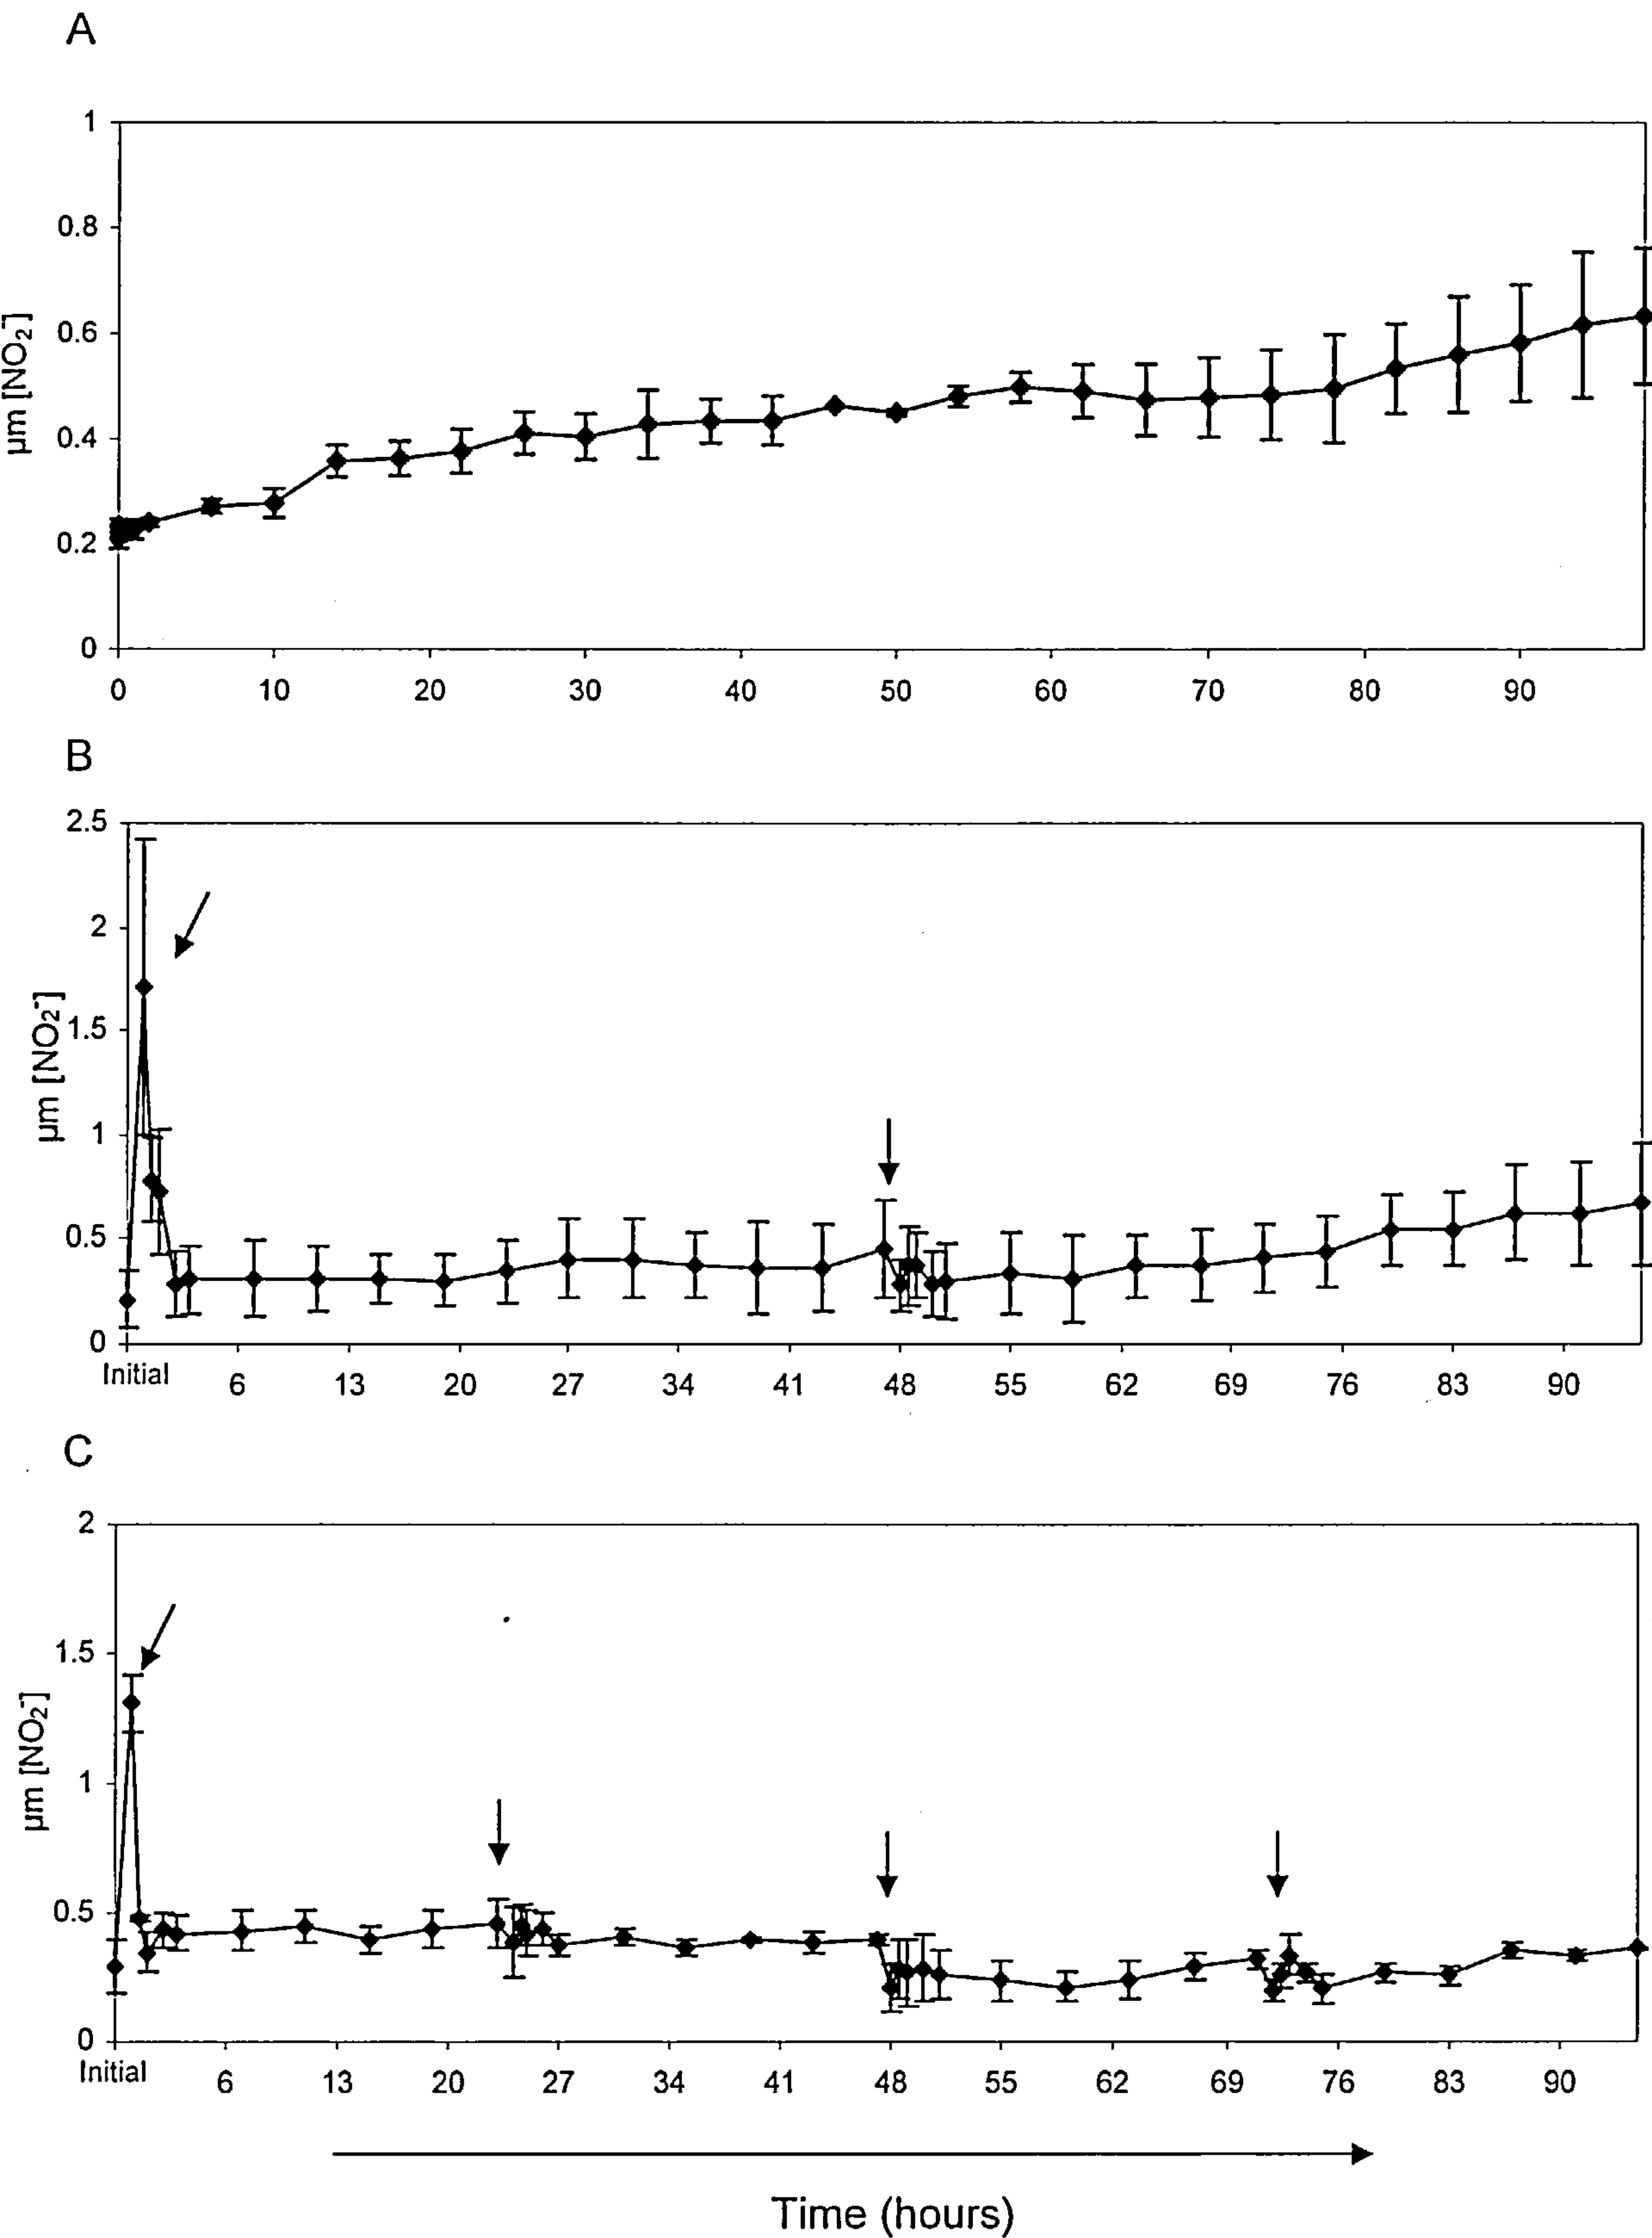 A
1
0.8
0.6
0.4
0.2
0
µm [NO₂⁻]
0 10 20 30 40 50 60 70 80 90
B
2.5
2
1.5
1
0.5
0
µm [NO₂⁻]
Initial 6 13 20 27 34 41 48 55 62 69 76 83 90
C
2
1.5
1
0.5
0
µm [NO₂⁻]
Initial 6 13 20 27 34 41 48 55 62 69 76 83 90
Time (hours)